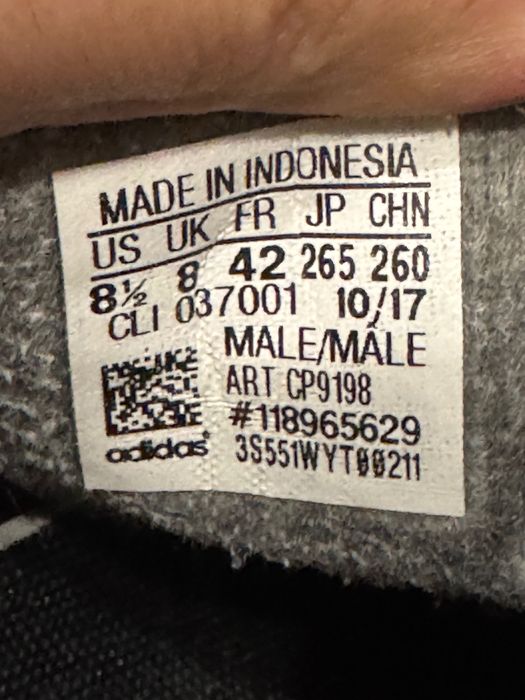 MADE IN INDONESIA
US UK FR JP CHN
8½ 8 42 265 260
CLI 037001 10/17
MALE/MÂLE
ART CP9198
#118965629
adidas 3S551WYT00211